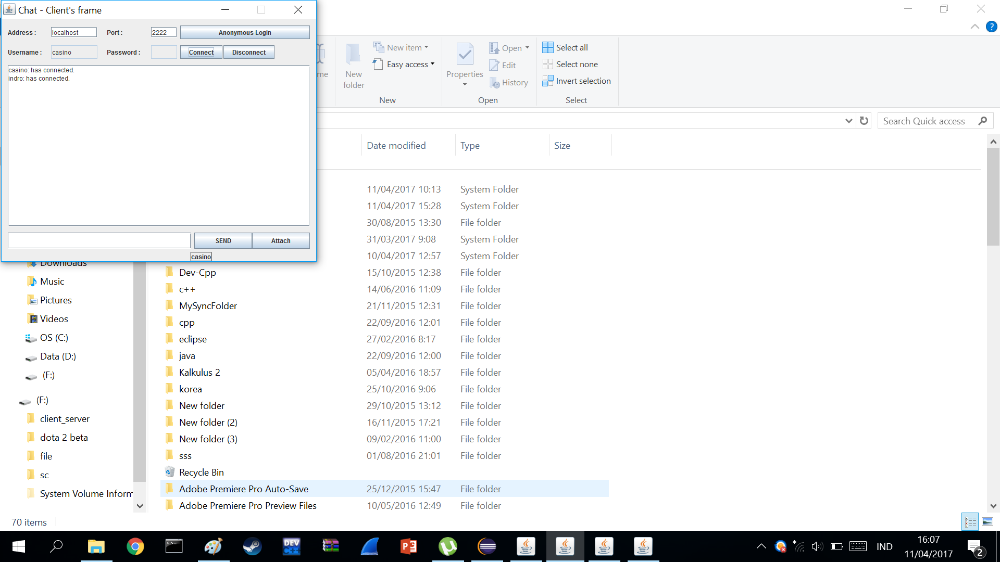 Chat - Client's frame
Address :
localhost
Port :
2222
Anonymous Login
Username :
casino
Password :
Connect
Disconnect
casino: has connected.
indro: has connected.
SEND
Attach
casino
me
New folder
New item
Easy access
New
Properties
Open
Edit
History
Open
Select all
Select none
Invert selection
Select
Search Quick access
Date modified
Type
Size
11/04/2017 10:13 System Folder
11/04/2017 15:28 System Folder
30/08/2015 13:30 File folder
31/03/2017 9:08 System Folder
10/04/2017 12:57 System Folder
Dev-Cpp 15/10/2015 12:38 File folder
c++ 14/06/2016 11:09 File folder
MySyncFolder 21/11/2015 12:31 File folder
cpp 22/09/2016 12:01 File folder
eclipse 27/02/2016 8:17 File folder
java 22/09/2016 12:00 File folder
Kalkulus 2 05/04/2016 18:57 File folder
korea 25/10/2016 9:06 File folder
New folder 29/10/2015 13:12 File folder
New folder (2) 16/11/2015 17:21 File folder
New folder (3) 09/02/2016 11:00 File folder
sss 01/08/2016 21:01 File folder
Recycle Bin
Adobe Premiere Pro Auto-Save 25/12/2015 15:47 File folder
Adobe Premiere Pro Preview Files 10/05/2016 12:49 File folder
Downloads
Music
Pictures
Videos
OS (C:)
Data (D:)
(F:)
(F:)
client_server
dota 2 beta
file
sc
System Volume Inform
70 items
DEV
C++
IND
16:07
11/04/2017
2